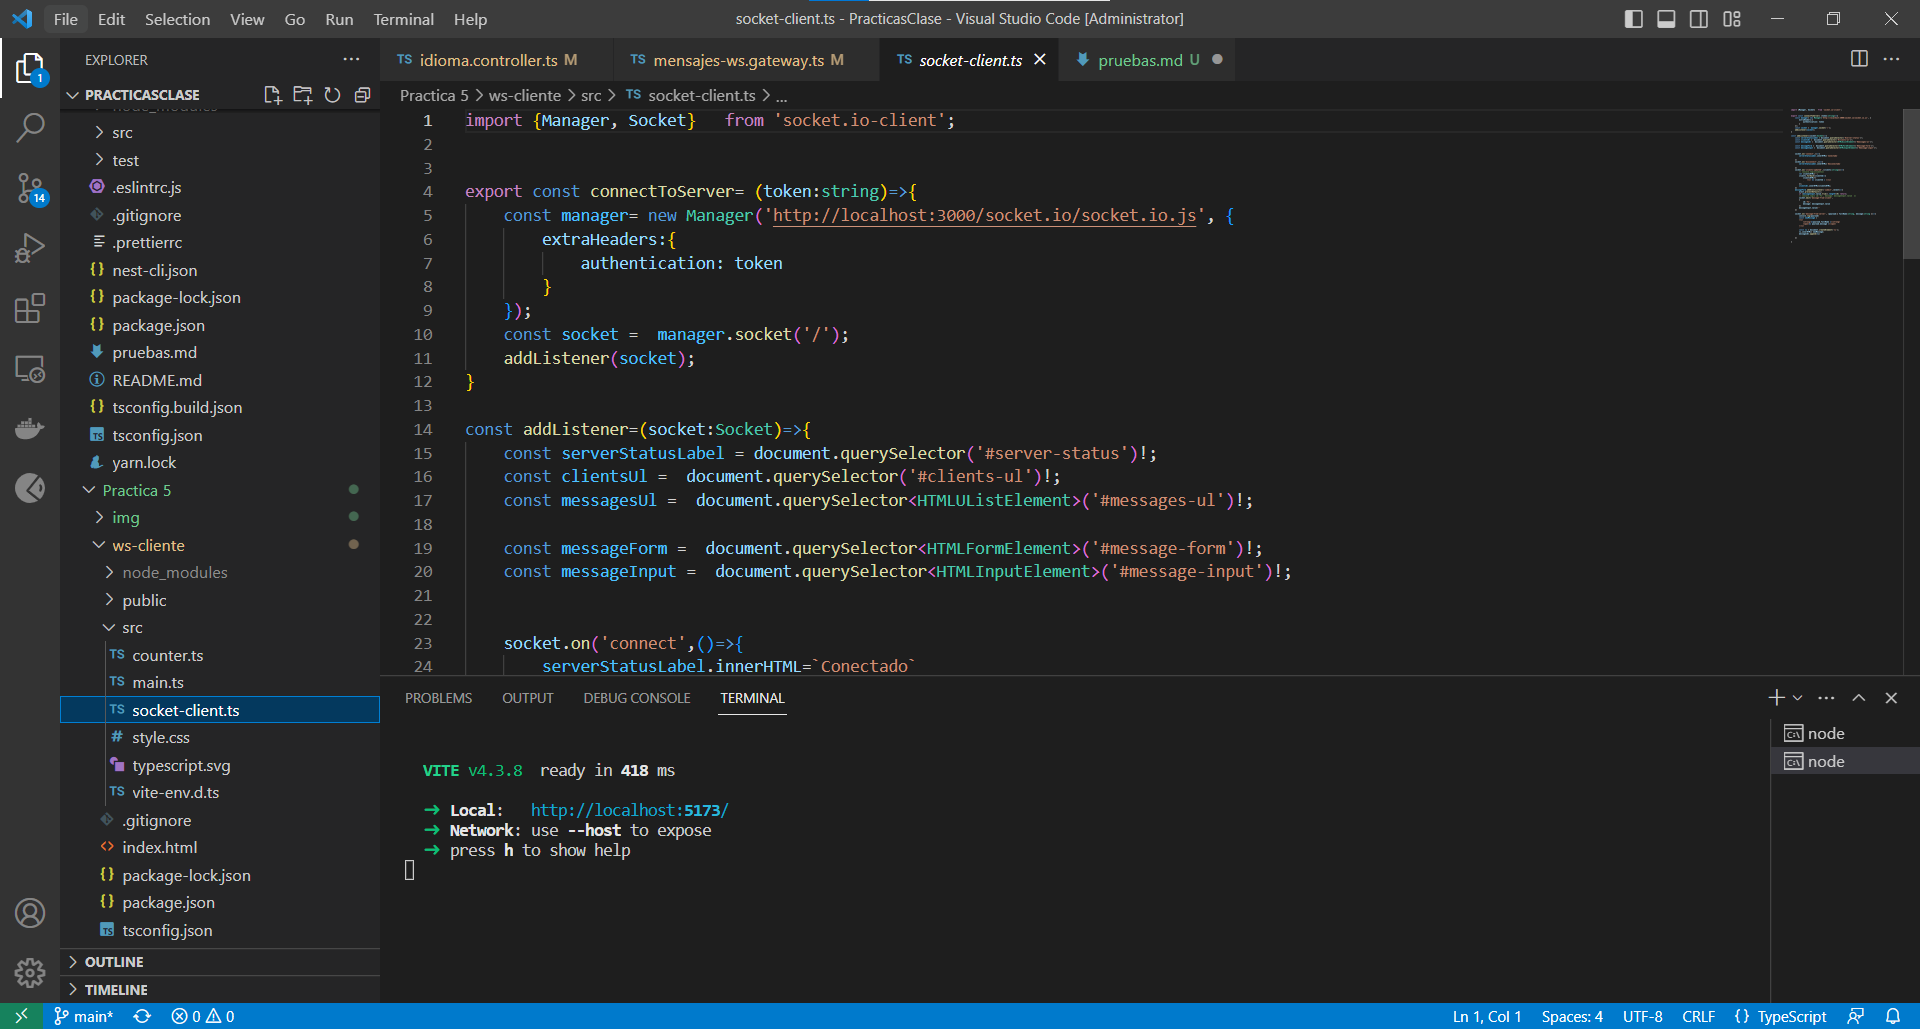 File Edit Selection View Go Run Terminal Help
socket-client.ts - PracticasClase - Visual Studio Code [Administrator]
EXPLORER
TS idioma.controller.ts M
TS mensajes-ws.gateway.ts M
TS socket-client.ts
pruebas.md U
PRACTICASCLASE
Practica 5 > ws-cliente > src > TS socket-client.ts > ...
1
14
node_modules
src
test
.eslintrc.js
.gitignore
.prettierrc
{} nest-cli.json
{} package-lock.json
{} package.json
pruebas.md
README.md
{} tsconfig.build.json
TS tsconfig.json
yarn.lock
Practica 5
img
ws-cliente
node_modules
public
src
TS counter.ts
TS main.ts
TS socket-client.ts
# style.css
typescript.svg
TS vite-env.d.ts
.gitignore
<> index.html
{} package-lock.json
{} package.json
TS tsconfig.json
OUTLINE
TIMELINE
1 import {Manager, Socket}   from 'socket.io-client';
2
3
4 export const connectToServer= (token:string)=>{
5     const manager= new Manager('http://localhost:3000/socket.io/socket.io.js', {
6         extraHeaders:{
7             authentication: token
8         }
9     });
10     const socket =  manager.socket('/');
11     addListener(socket);
12 }
13
14 const addListener=(socket:Socket)=>{
15     const serverStatusLabel = document.querySelector('#server-status')!;
16     const clientsUl =  document.querySelector('#clients-ul')!;
17     const messagesUl =  document.querySelector<HTMLUListElement>('#messages-ul')!;
18
19     const messageForm =  document.querySelector<HTMLFormElement>('#message-form')!;
20     const messageInput =  document.querySelector<HTMLInputElement>('#message-input')!;
21
22
23     socket.on('connect',()=>{
24         serverStatusLabel.innerHTML=`Conectado`
PROBLEMS OUTPUT DEBUG CONSOLE TERMINAL
node
node
VITE v4.3.8  ready in 418 ms
➜ Local:   http://localhost:5173/
➜ Network: use --host to expose
➜ press h to show help
main* 0 0
Ln 1, Col 1 Spaces: 4 UTF-8 CRLF {} TypeScript